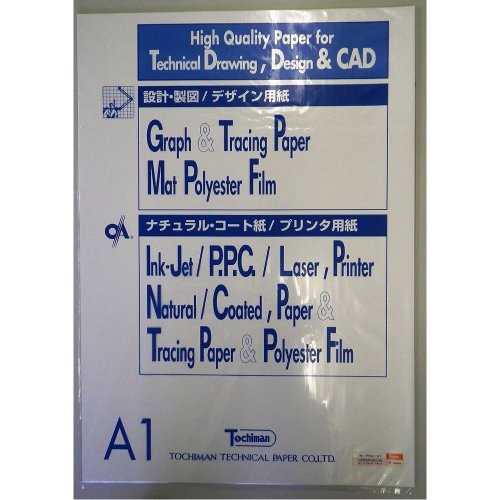 High Quality Paper for
Technical Drawing, Design & CAD
設計・製図 / デザイン用紙
Graph & Tracing Paper
Mat Polyester Film
ナチュラル・コート紙 / プリンタ用紙
Ink-Jet / P.P.C. / Laser, Printer
Natural / Coated, Paper &
Tracing Paper & Polyester Film
A1
Tochiman
TOCHIMAN TECHNICAL PAPER CO.,LTD.